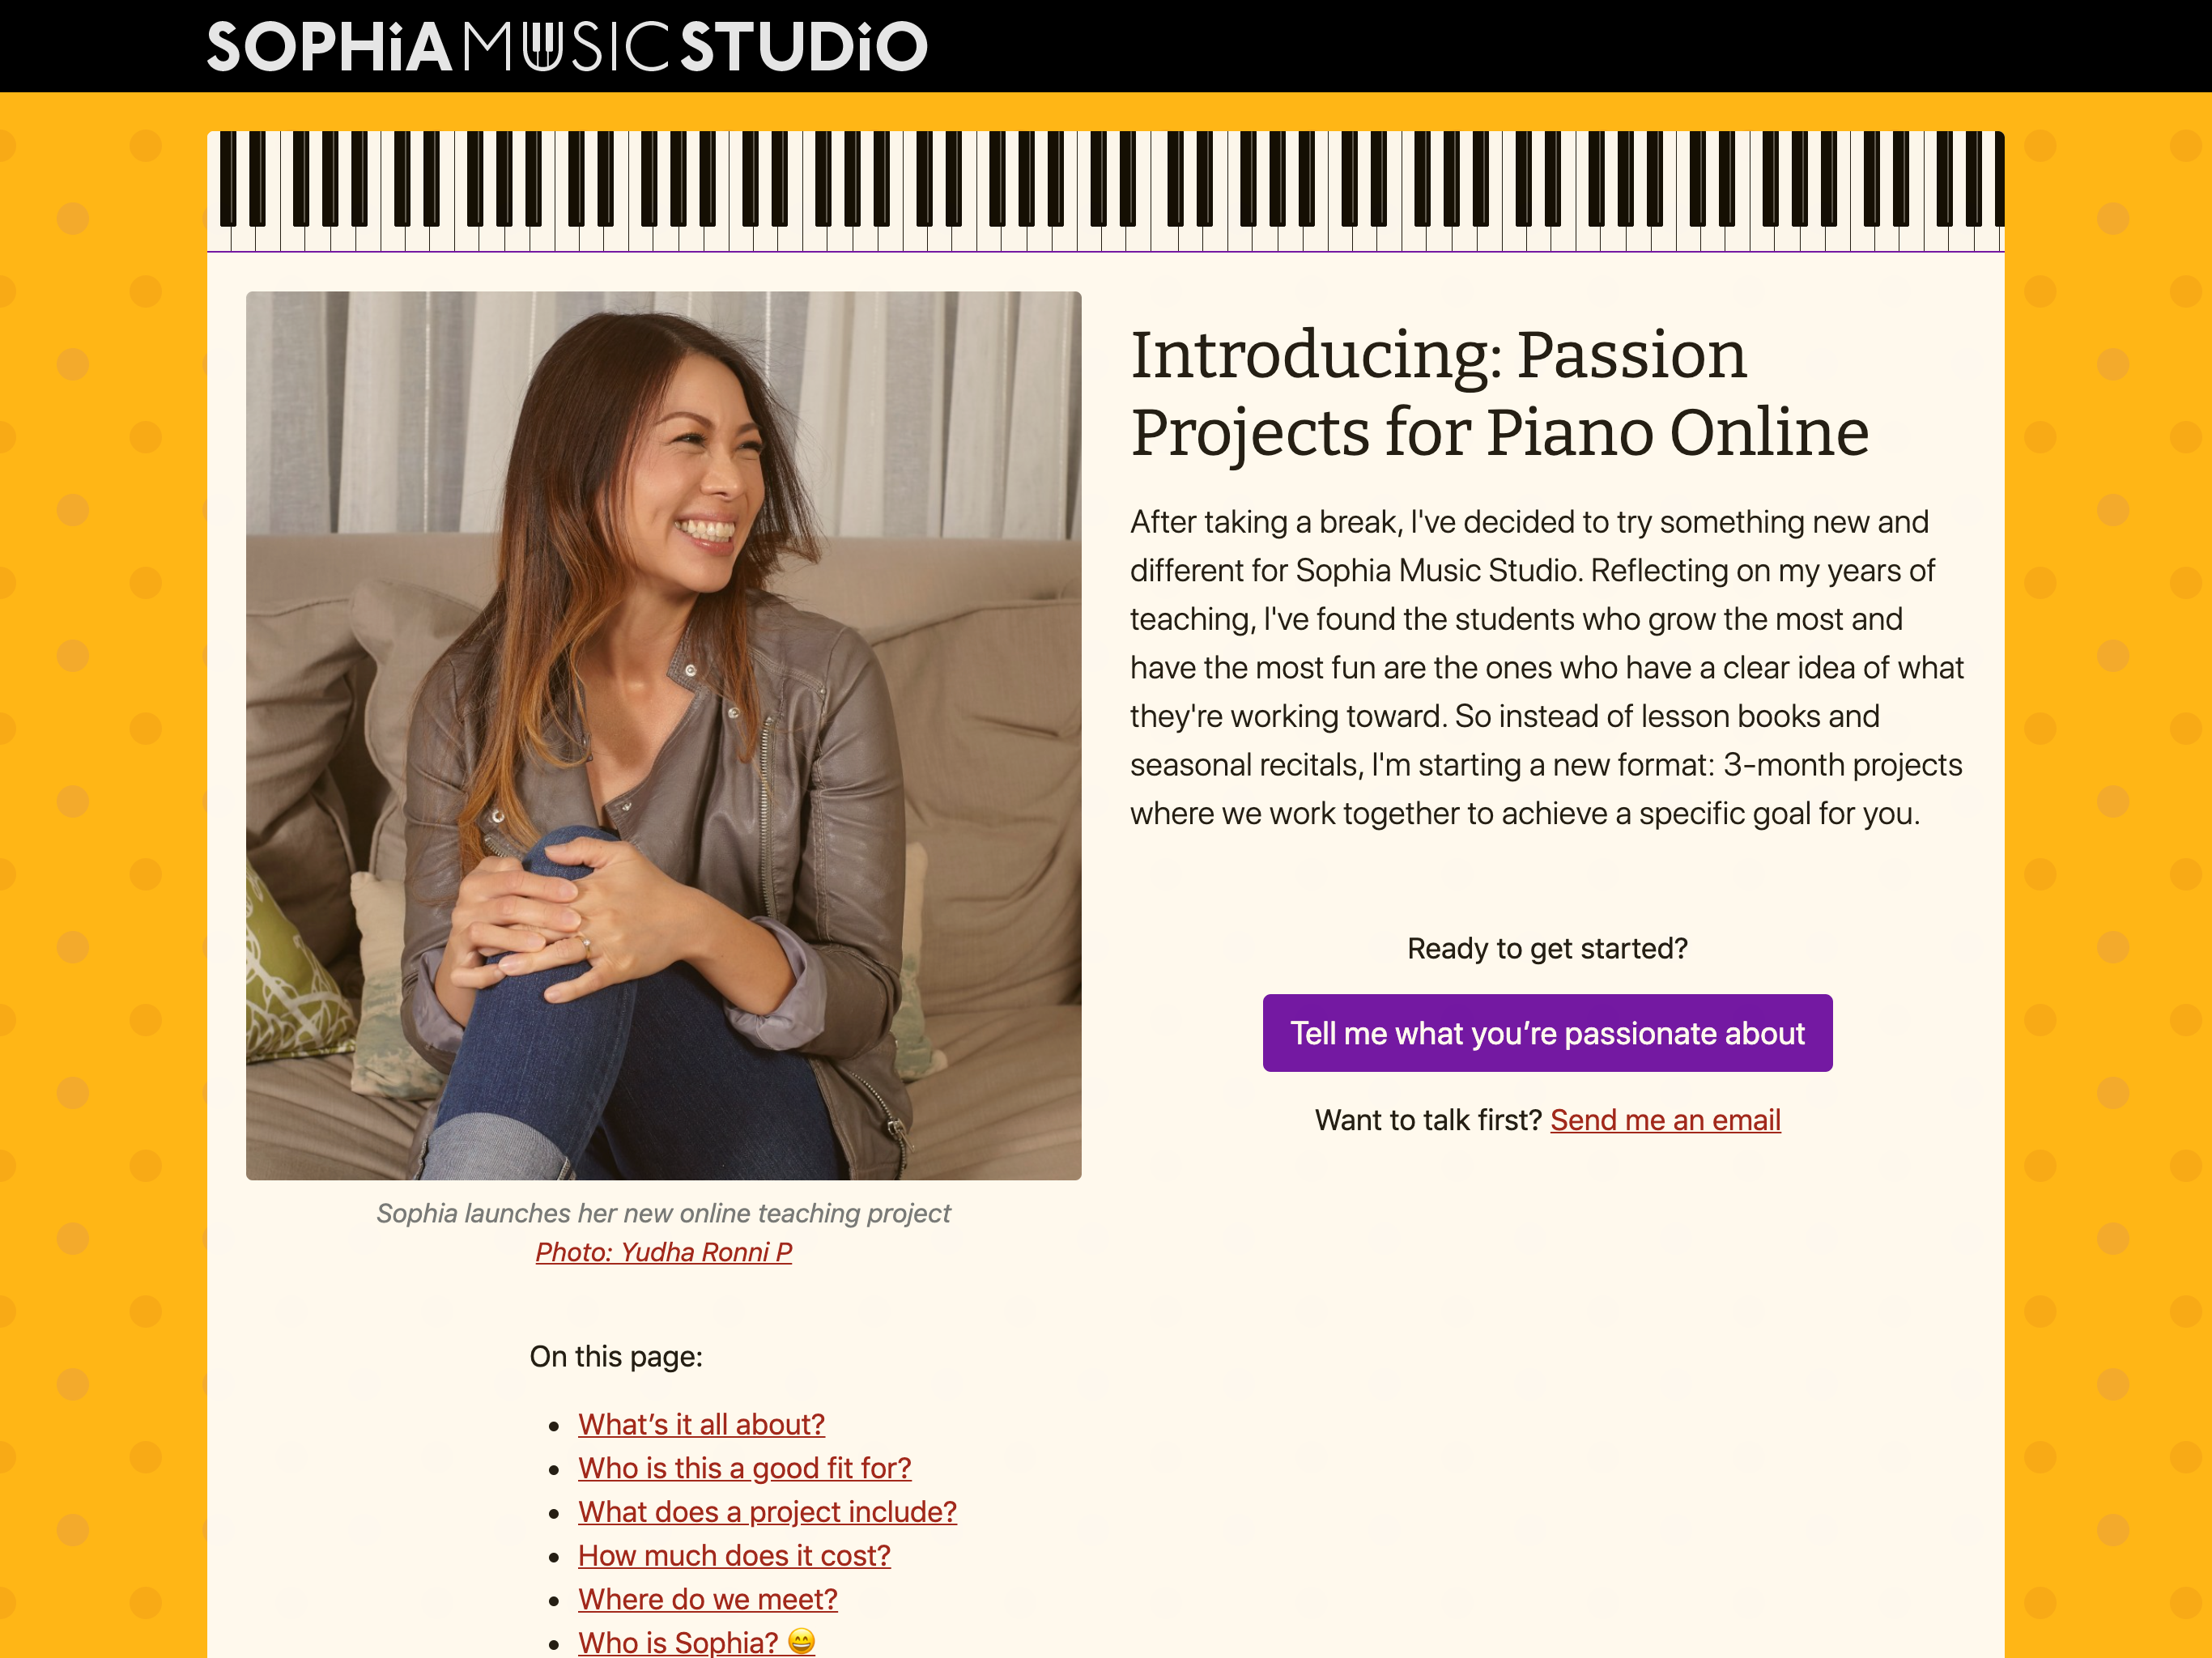 SOPHiA MUSIC STUDiO
Introducing: Passion
Projects for Piano Online
After taking a break, I've decided to try something new and
different for Sophia Music Studio. Reflecting on my years of
teaching, I've found the students who grow the most and
have the most fun are the ones who have a clear idea of what
they're working toward. So instead of lesson books and
seasonal recitals, I'm starting a new format: 3-month projects
where we work together to achieve a specific goal for you.
Ready to get started?
Tell me what you’re passionate about
Want to talk first? Send me an email
Sophia launches her new online teaching project
Photo: Yudha Ronni P
On this page:
• What’s it all about?
• Who is this a good fit for?
• What does a project include?
• How much does it cost?
• Where do we meet?
• Who is Sophia? 😄